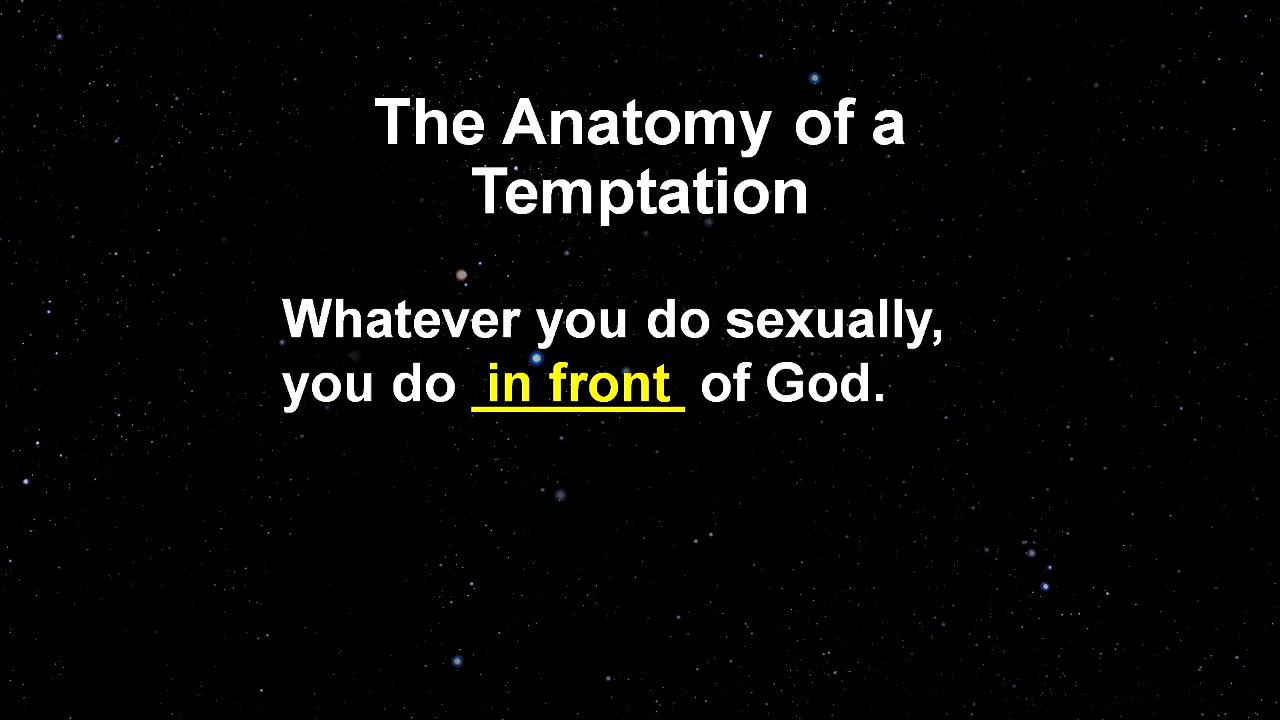 The Anatomy of a
Temptation
Whatever you do sexually,
you do in front of God.